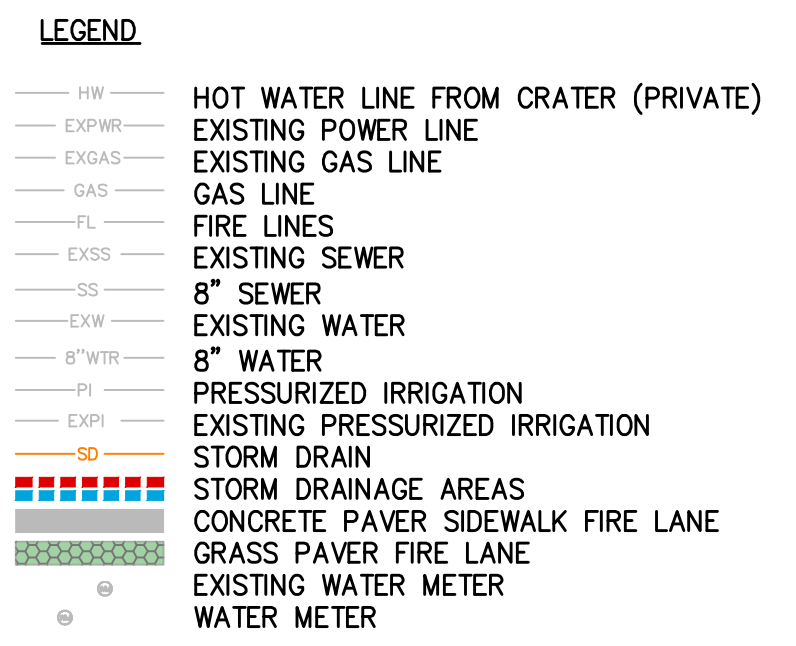 LEGEND
HW HOT WATER LINE FROM CRATER (PRIVATE)
EXPWR EXISTING POWER LINE
EXGAS EXISTING GAS LINE
GAS GAS LINE
FL FIRE LINES
EXSS EXISTING SEWER
SS 8" SEWER
EXW EXISTING WATER
8"WTR 8" WATER
PI PRESSURIZED IRRIGATION
EXPI EXISTING PRESSURIZED IRRIGATION
SD STORM DRAIN
STORM DRAINAGE AREAS
CONCRETE PAVER SIDEWALK FIRE LANE
GRASS PAVER FIRE LANE
EXISTING WATER METER
WATER METER